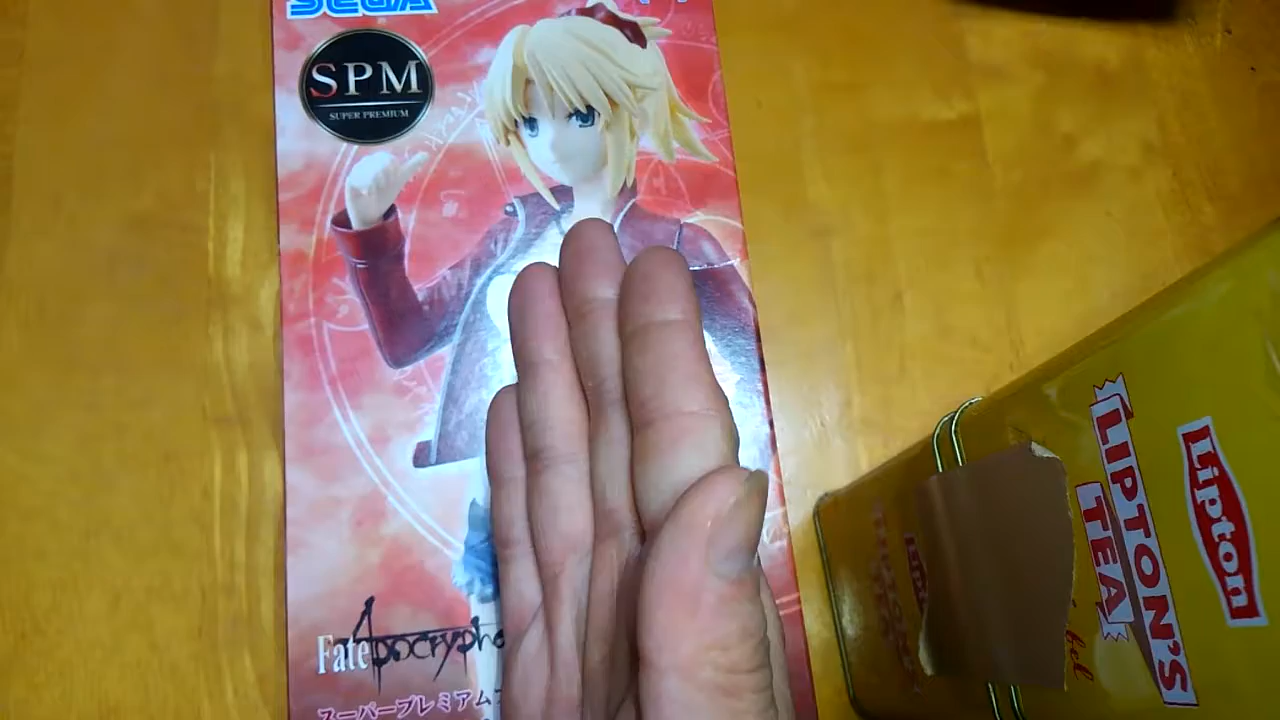 SEGA
SPM
SUPER PREMIUM
Fate
Apocrypha
スーパープレミアム
Lipton
LIPTON'S
TEA